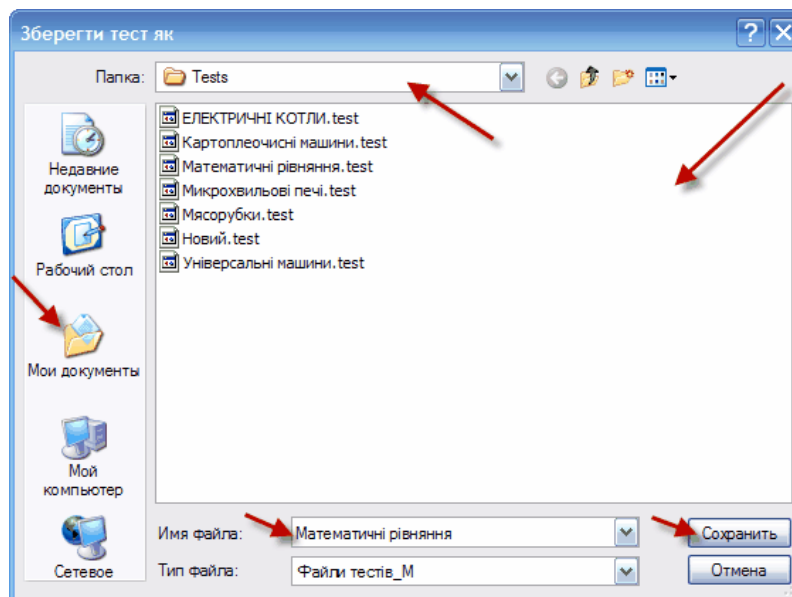 Зберегти тест як
Папка: Tests
ЕЛЕКТРИЧНІ КОТЛИ.test
Картоплеочисні машини.test
Математичні рівняння.test
Микрохвильові печі.test
Мясорубки.test
Новий.test
Універсальні машини.test
Недавние
документы
Рабочий стол
Мои документы
Мой
компьютер
Сетевое
Имя файла: Математичні рівняння
Сохранить
Тип файла: Файли тестів_М
Отмена